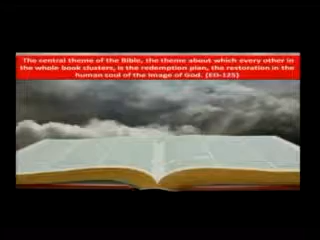 The central theme of the Bible, the theme about which every other in
the whole book clusters, is the redemption plan, the restoration in the
human soul of the image of God. (ED-125)